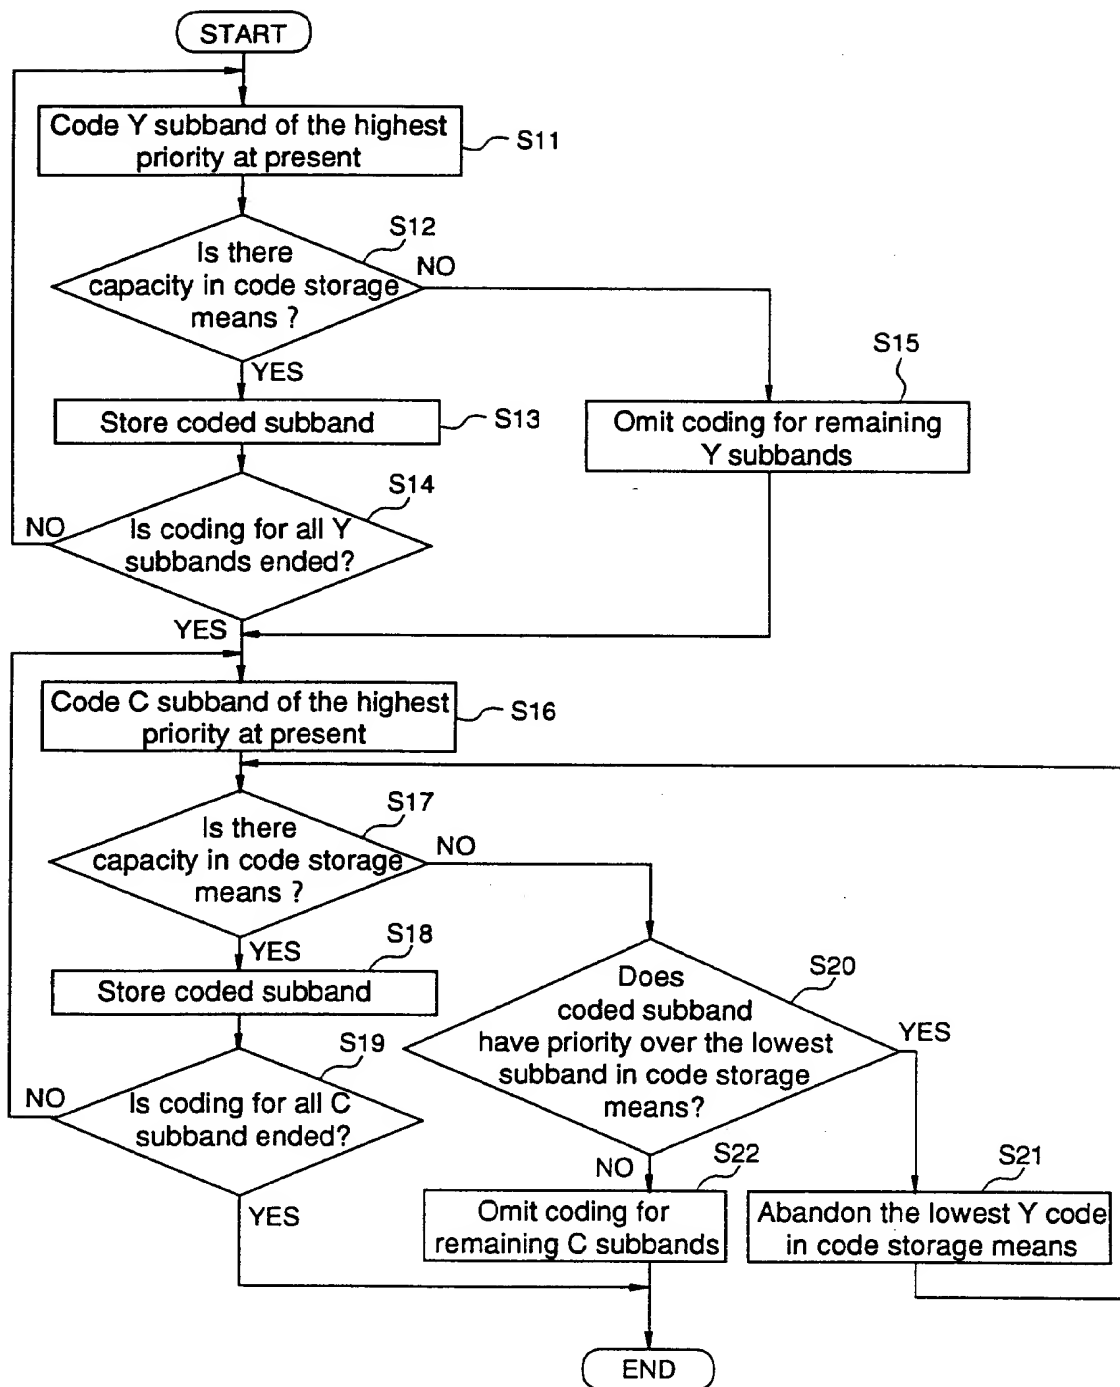 START
Code Y subband of the highest
priority at present
S11
S12
Is there
capacity in code storage
means ?
NO
YES
S15
Store coded subband
S13
Omit coding for remaining
Y subbands
S14
NO
Is coding for all Y
subbands ended?
YES
Code C subband of the highest
priority at present
S16
S17
Is there
capacity in code storage
means ?
NO
YES
S18
Store coded subband
S20
Does
coded subband
have priority over the lowest
subband in code storage
means?
YES
S19
NO
Is coding for all C
subband ended?
NO
S22
S21
YES
Omit coding for
remaining C subbands
Abandon the lowest Y code
in code storage means
END